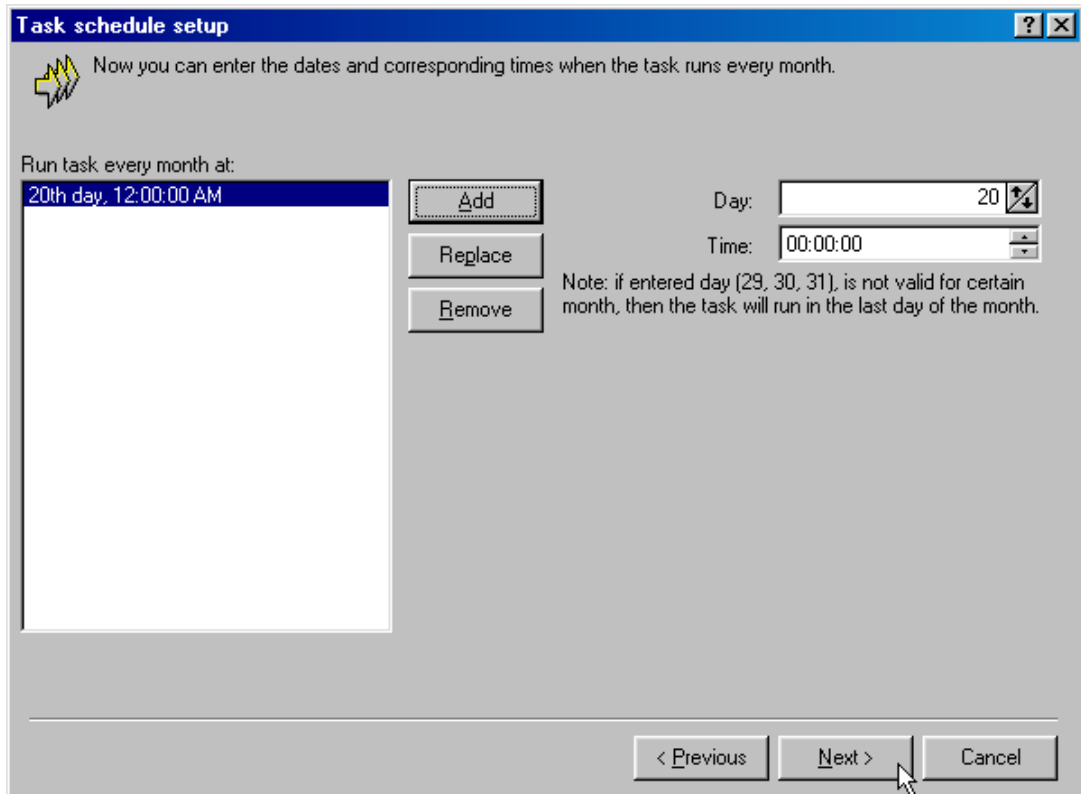 Task schedule setup
Now you can enter the dates and corresponding times when the task runs every month.
Run task every month at:
20th day, 12:00:00 AM
Add
Replace
Remove
Day:
20
Time:
00:00:00
Note: if entered day (29, 30, 31), is not valid for certain
month, then the task will run in the last day of the month.
< Previous
Next >
Cancel